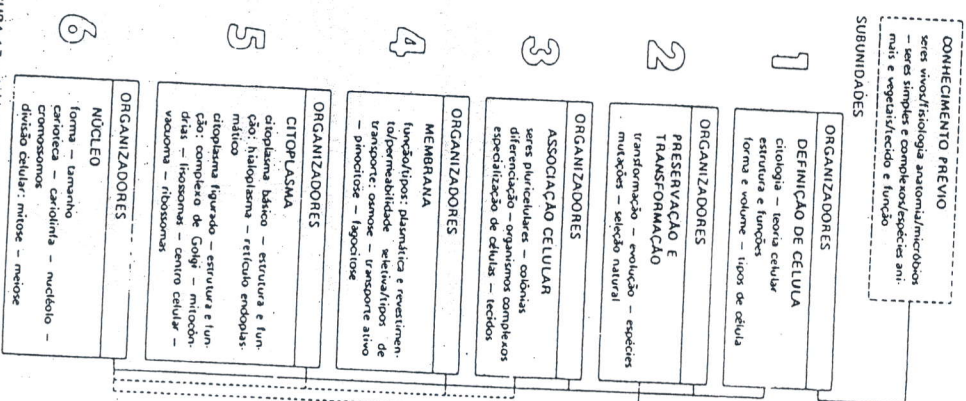 CONHECIMENTO PRÉVIO
seres vivos/fisiologia anatomia/micróbios
– seres simples e complexos/espécies ani-
mais e vegetais/tecido e função
SUBUNIDADES
1
ORGANIZADORES
DEFINIÇÃO DE CÉLULA
citologia – teoria celular
estrutura e funções
forma e volume – tipos de célula
2
ORGANIZADORES
PRESERVAÇÃO E
TRANSFORMAÇÃO
transformação – evolução – espécies
mutações – seleção natural
3
ORGANIZADORES
ASSOCIAÇÃO CELULAR
seres pluricelulares – colônias
diferenciação – organismos complexos
especialização de células – tecidos
4
ORGANIZADORES
MEMBRANA
função/tipos: plasmática e revestimen-
to/permeabilidade seletiva/tipos de
transporte: osmose – transporte ativo
– pinocitose – fagocitose
5
ORGANIZADORES
CITOPLASMA
citoplasma básico – estrutura e fun-
ção; hialoplasma – retículo endoplas-
mático
citoplasma figurado – estrutura e fun-
ção: complexo de Golgi – mitocôn-
drias – lisossomas – centro celular –
vacuoma – ribossomas
6
ORGANIZADORES
NÚCLEO
forma – tamanho
carioteca – cariolinfa – nucléolo –
cromossomos
divisão celular: mitose – meiose